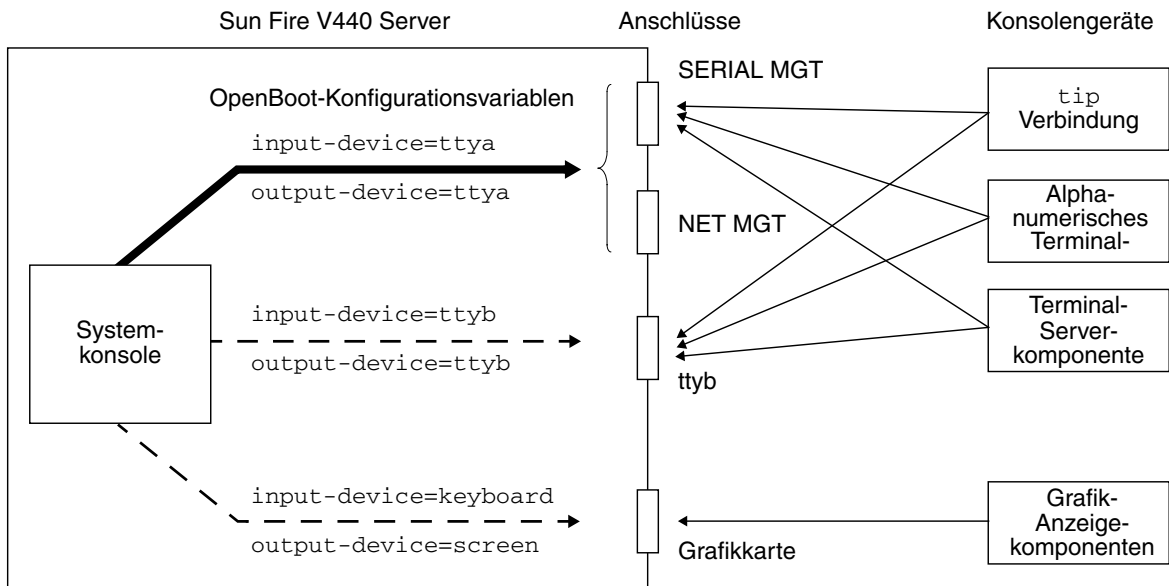 Sun Fire V440 Server
Anschlüsse
Konsolengeräte
SERIAL MGT
OpenBoot-Konfigurationsvariablen
input-device=ttya
output-device=ttya
NET MGT
System-
konsole
input-device=ttyb
output-device=ttyb
ttyb
input-device=keyboard
output-device=screen
Grafikkarte
tip
Verbindung
Alpha-
numerisches
Terminal-
Terminal-
Server-
komponente
Grafik-
Anzeige-
komponenten